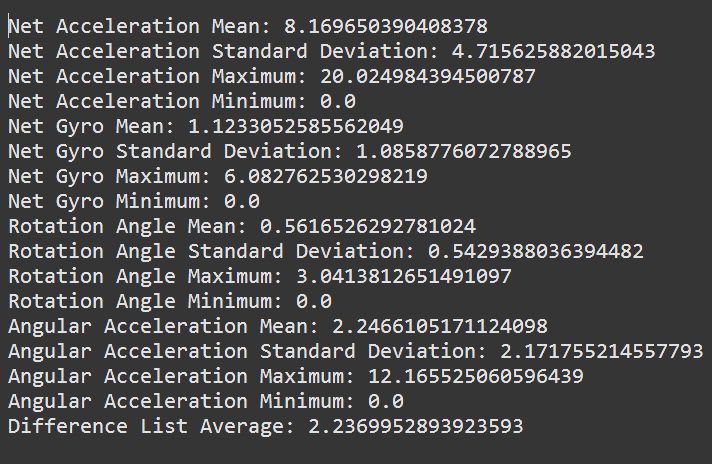 Net Acceleration Mean: 8.169650390408378
Net Acceleration Standard Deviation: 4.715625882015043
Net Acceleration Maximum: 20.024984394500787
Net Acceleration Minimum: 0.0
Net Gyro Mean: 1.1233052585562049
Net Gyro Standard Deviation: 1.0858776072788965
Net Gyro Maximum: 6.082762530298219
Net Gyro Minimum: 0.0
Rotation Angle Mean: 0.5616526292781024
Rotation Angle Standard Deviation: 0.5429388036394482
Rotation Angle Maximum: 3.0413812651491097
Rotation Angle Minimum: 0.0
Angular Acceleration Mean: 2.2466105171124098
Angular Acceleration Standard Deviation: 2.171755214557793
Angular Acceleration Maximum: 12.165525060596439
Angular Acceleration Minimum: 0.0
Difference List Average: 2.2369952893923593